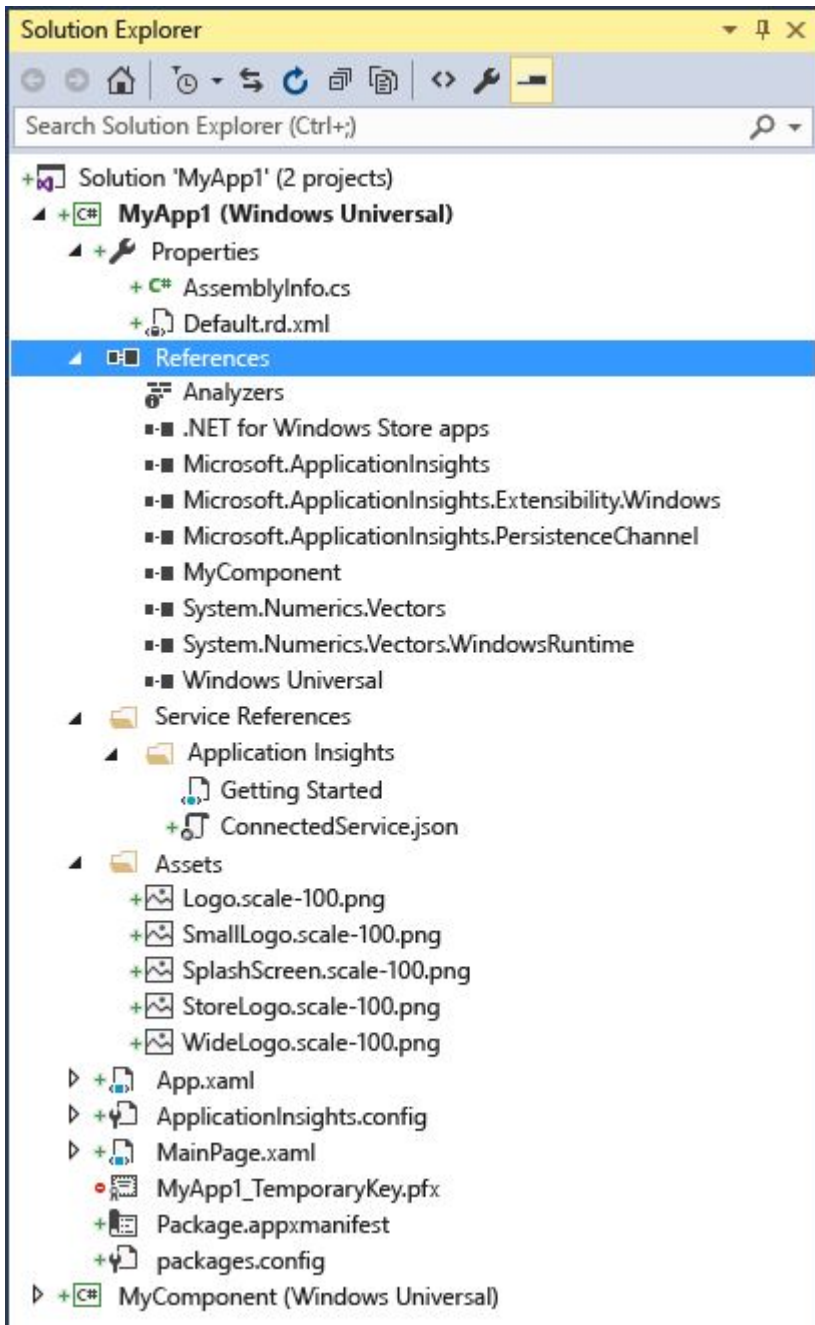 Solution Explorer
Search Solution Explorer (Ctrl+;)
Solution 'MyApp1' (2 projects)
C# MyApp1 (Windows Universal)
Properties
C# AssemblyInfo.cs
Default.rd.xml
References
Analyzers
.NET for Windows Store apps
Microsoft.ApplicationInsights
Microsoft.ApplicationInsights.Extensibility.Windows
Microsoft.ApplicationInsights.PersistenceChannel
MyComponent
System.Numerics.Vectors
System.Numerics.Vectors.WindowsRuntime
Windows Universal
Service References
Application Insights
Getting Started
ConnectedService.json
Assets
Logo.scale-100.png
SmallLogo.scale-100.png
SplashScreen.scale-100.png
StoreLogo.scale-100.png
WideLogo.scale-100.png
App.xaml
ApplicationInsights.config
MainPage.xaml
MyApp1_TemporaryKey.pfx
Package.appxmanifest
packages.config
C# MyComponent (Windows Universal)